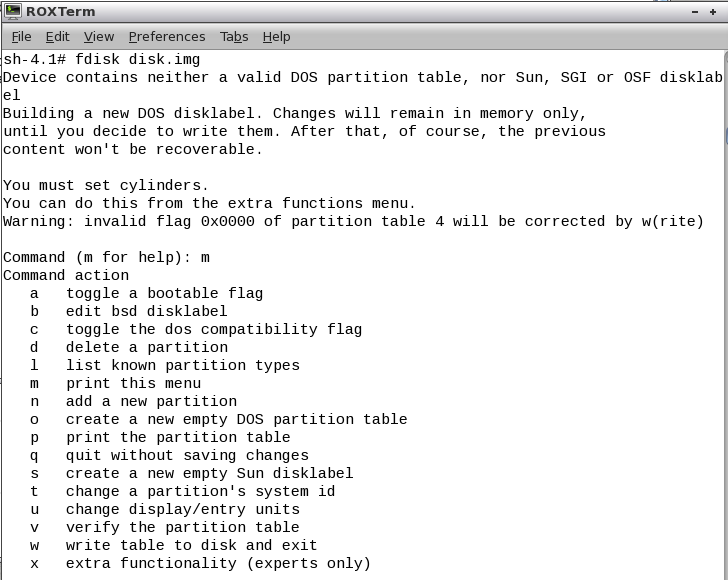 ROXTerm
File Edit View Preferences Tabs Help
sh-4.1# fdisk disk.img
Device contains neither a valid DOS partition table, nor Sun, SGI or OSF disklab
el
Building a new DOS disklabel. Changes will remain in memory only,
until you decide to write them. After that, of course, the previous
content won't be recoverable.

You must set cylinders.
You can do this from the extra functions menu.
Warning: invalid flag 0x0000 of partition table 4 will be corrected by w(rite)

Command (m for help): m
Command action
   a   toggle a bootable flag
   b   edit bsd disklabel
   c   toggle the dos compatibility flag
   d   delete a partition
   l   list known partition types
   m   print this menu
   n   add a new partition
   o   create a new empty DOS partition table
   p   print the partition table
   q   quit without saving changes
   s   create a new empty Sun disklabel
   t   change a partition's system id
   u   change display/entry units
   v   verify the partition table
   w   write table to disk and exit
   x   extra functionality (experts only)